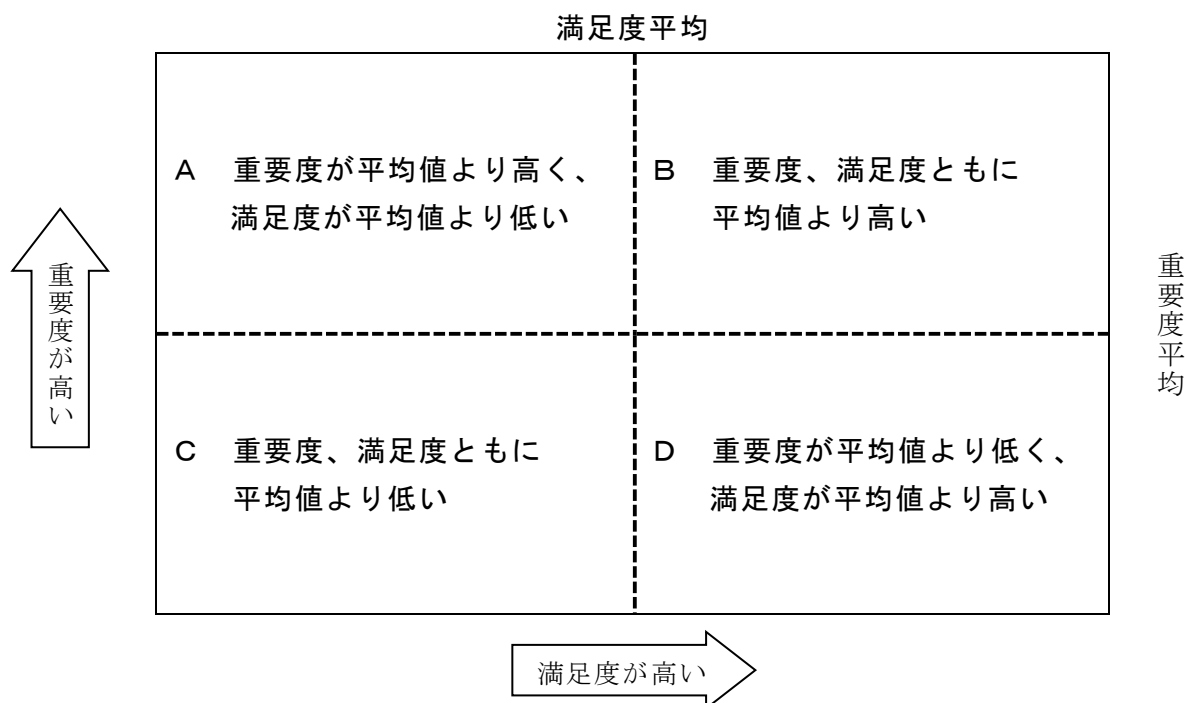 満足度平均
A 重要度が平均値より高く、
満足度が平均値より低い
B 重要度、満足度ともに
平均値より高い
重要度が高い
重要度平均
C 重要度、満足度ともに
平均値より低い
D 重要度が平均値より低く、
満足度が平均値より高い
満足度が高い